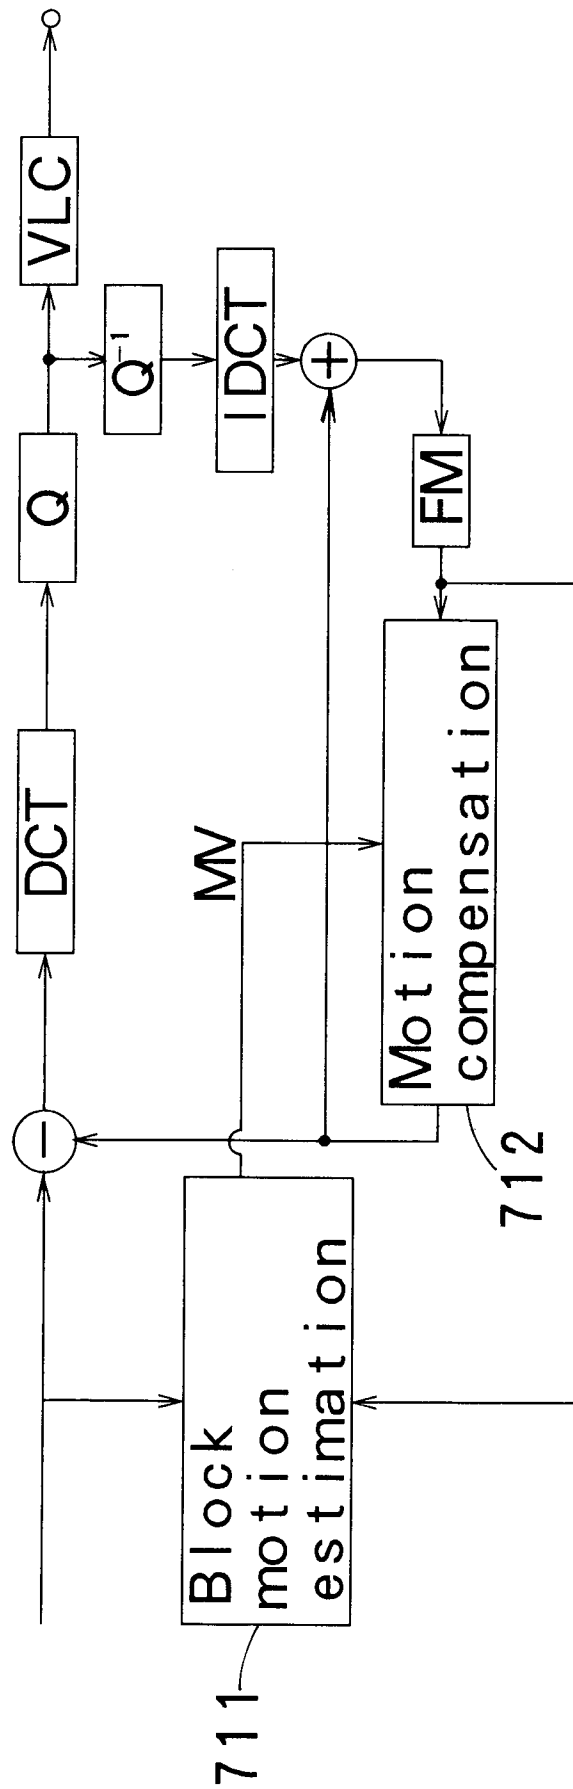 DCT
Q
VLC
Q⁻¹
IDCT
+
−
MV
FM
Block
motion
estimation
711
Motion
compensation
712